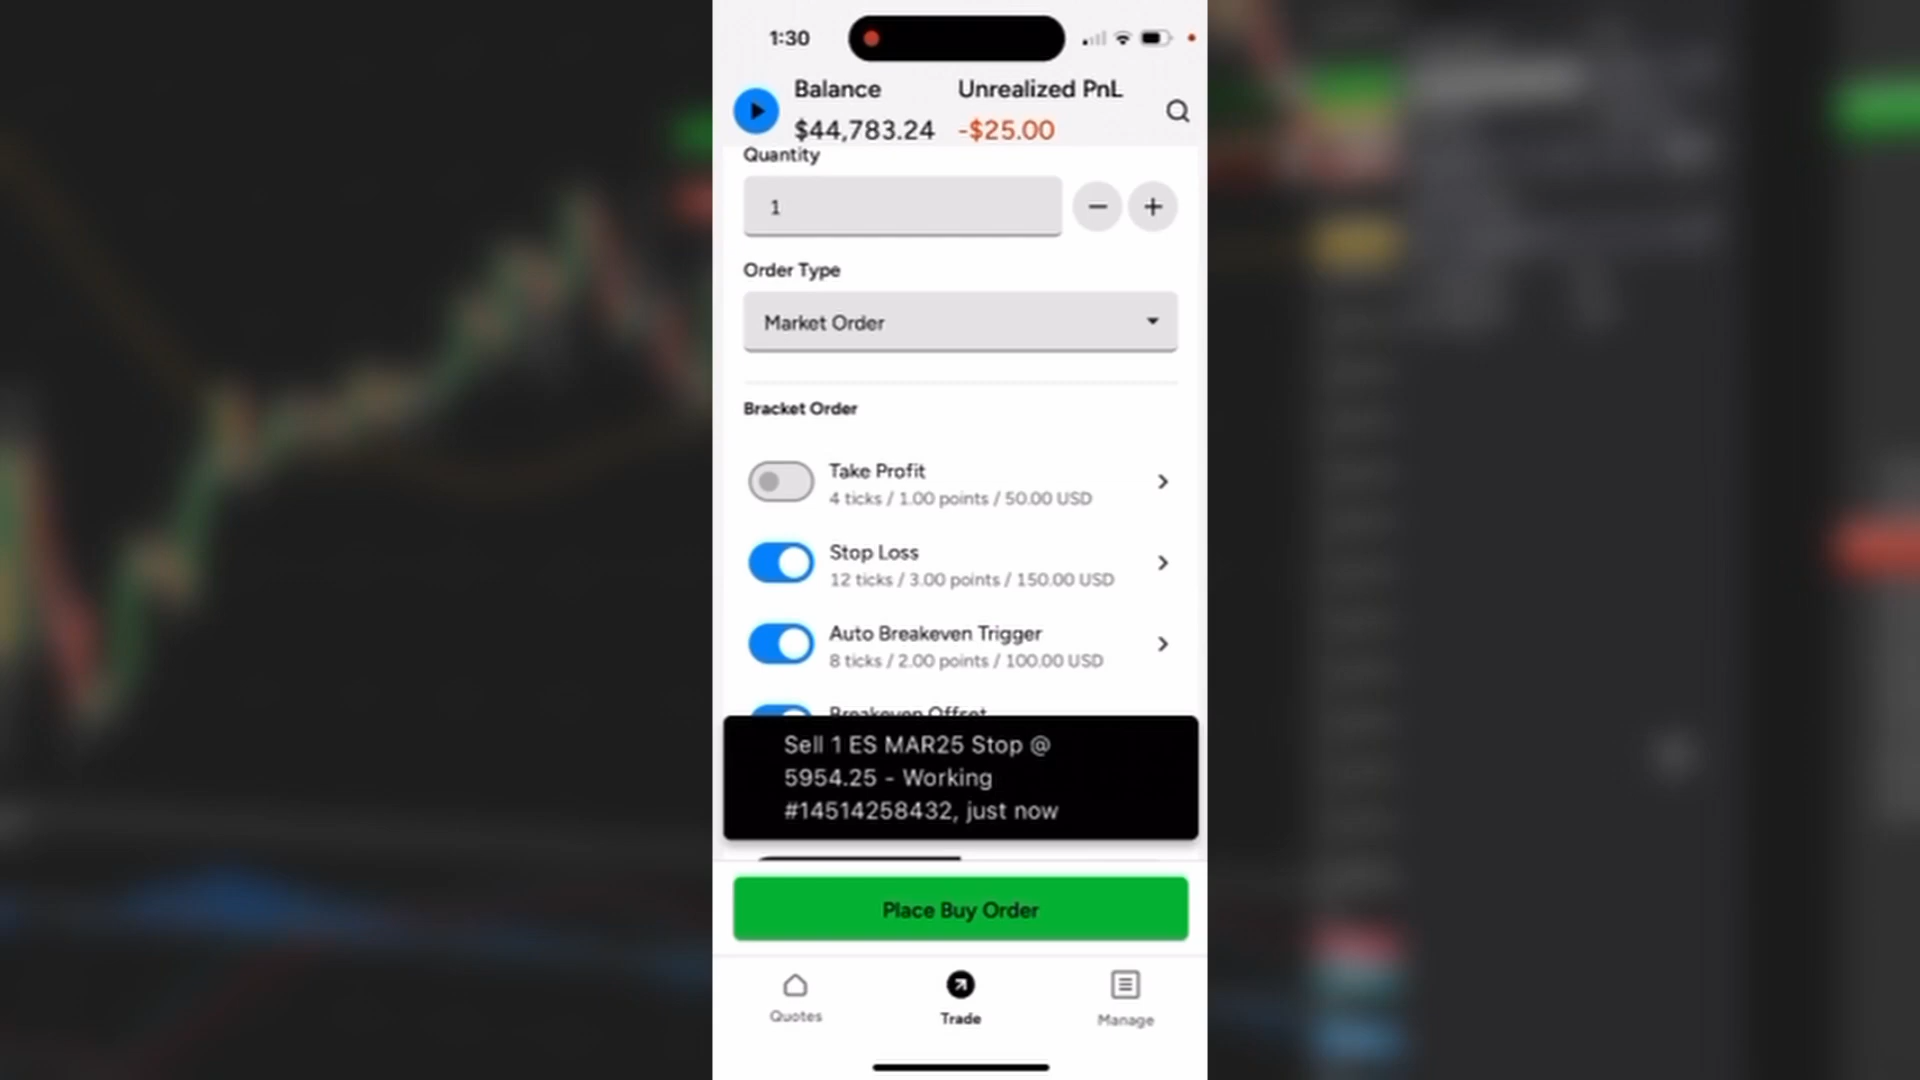 1:30
Balance
Unrealized PnL
$44,783.24
-$25.00
Quantity
1
Order Type
Market Order
Bracket Order
Take Profit
4 ticks / 1.00 points / 50.00 USD
Stop Loss
12 ticks / 3.00 points / 150.00 USD
Auto Breakeven Trigger
8 ticks / 2.00 points / 100.00 USD
Breakeven Offset
Sell 1 ES MAR25 Stop @
5954.25 - Working
#14514258432, just now
Place Buy Order
Quotes
Trade
Manage